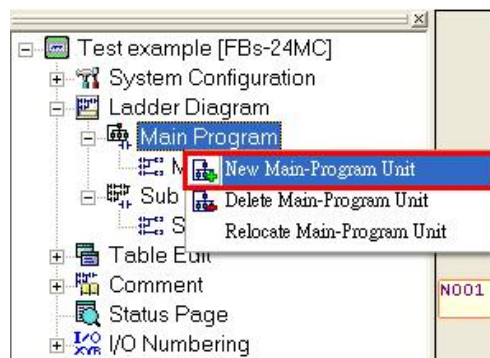 Test example [FBs-24MC]
System Configuration
Ladder Diagram
Main Program
M
New Main-Program Unit
Sub
Delete Main-Program Unit
S
Relocate Main-Program Unit
Table Edit
Comment
N001
Status Page
I/O Numbering